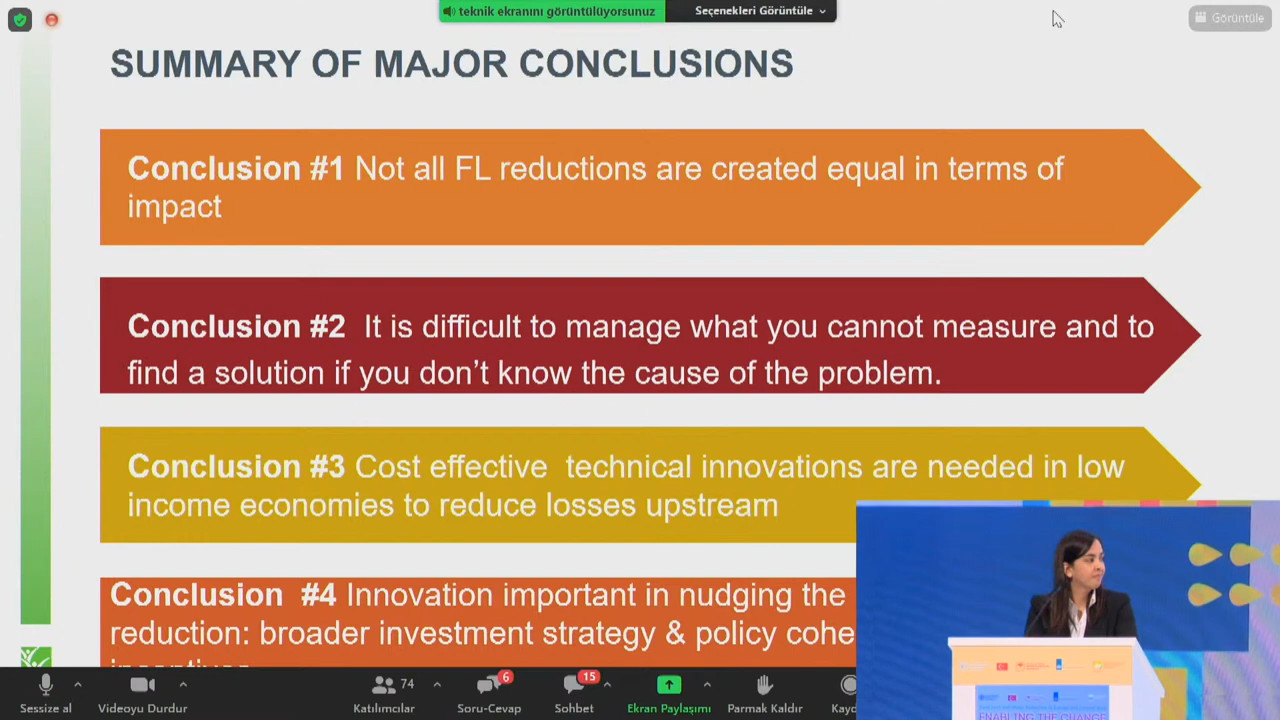 teknik ekranını görüntülüyorsunuz
Seçenekleri Görüntüle
Görüntüle
SUMMARY OF MAJOR CONCLUSIONS
Conclusion #1 Not all FL reductions are created equal in terms of
impact
Conclusion #2 It is difficult to manage what you cannot measure and to
find a solution if you don't know the cause of the problem.
Conclusion #3 Cost effective technical innovations are needed in low
income economies to reduce losses upstream
Conclusion #4 Innovation important in nudging the
reduction: broader investment strategy & policy cohe
Sessize al
Videoyu Durdur
74
Katılımcılar
6
Soru-Cevap
15
Sohbet
Ekran Paylaşımı
Parmak Kaldır
Kayd
ENABLING THE CHANGE